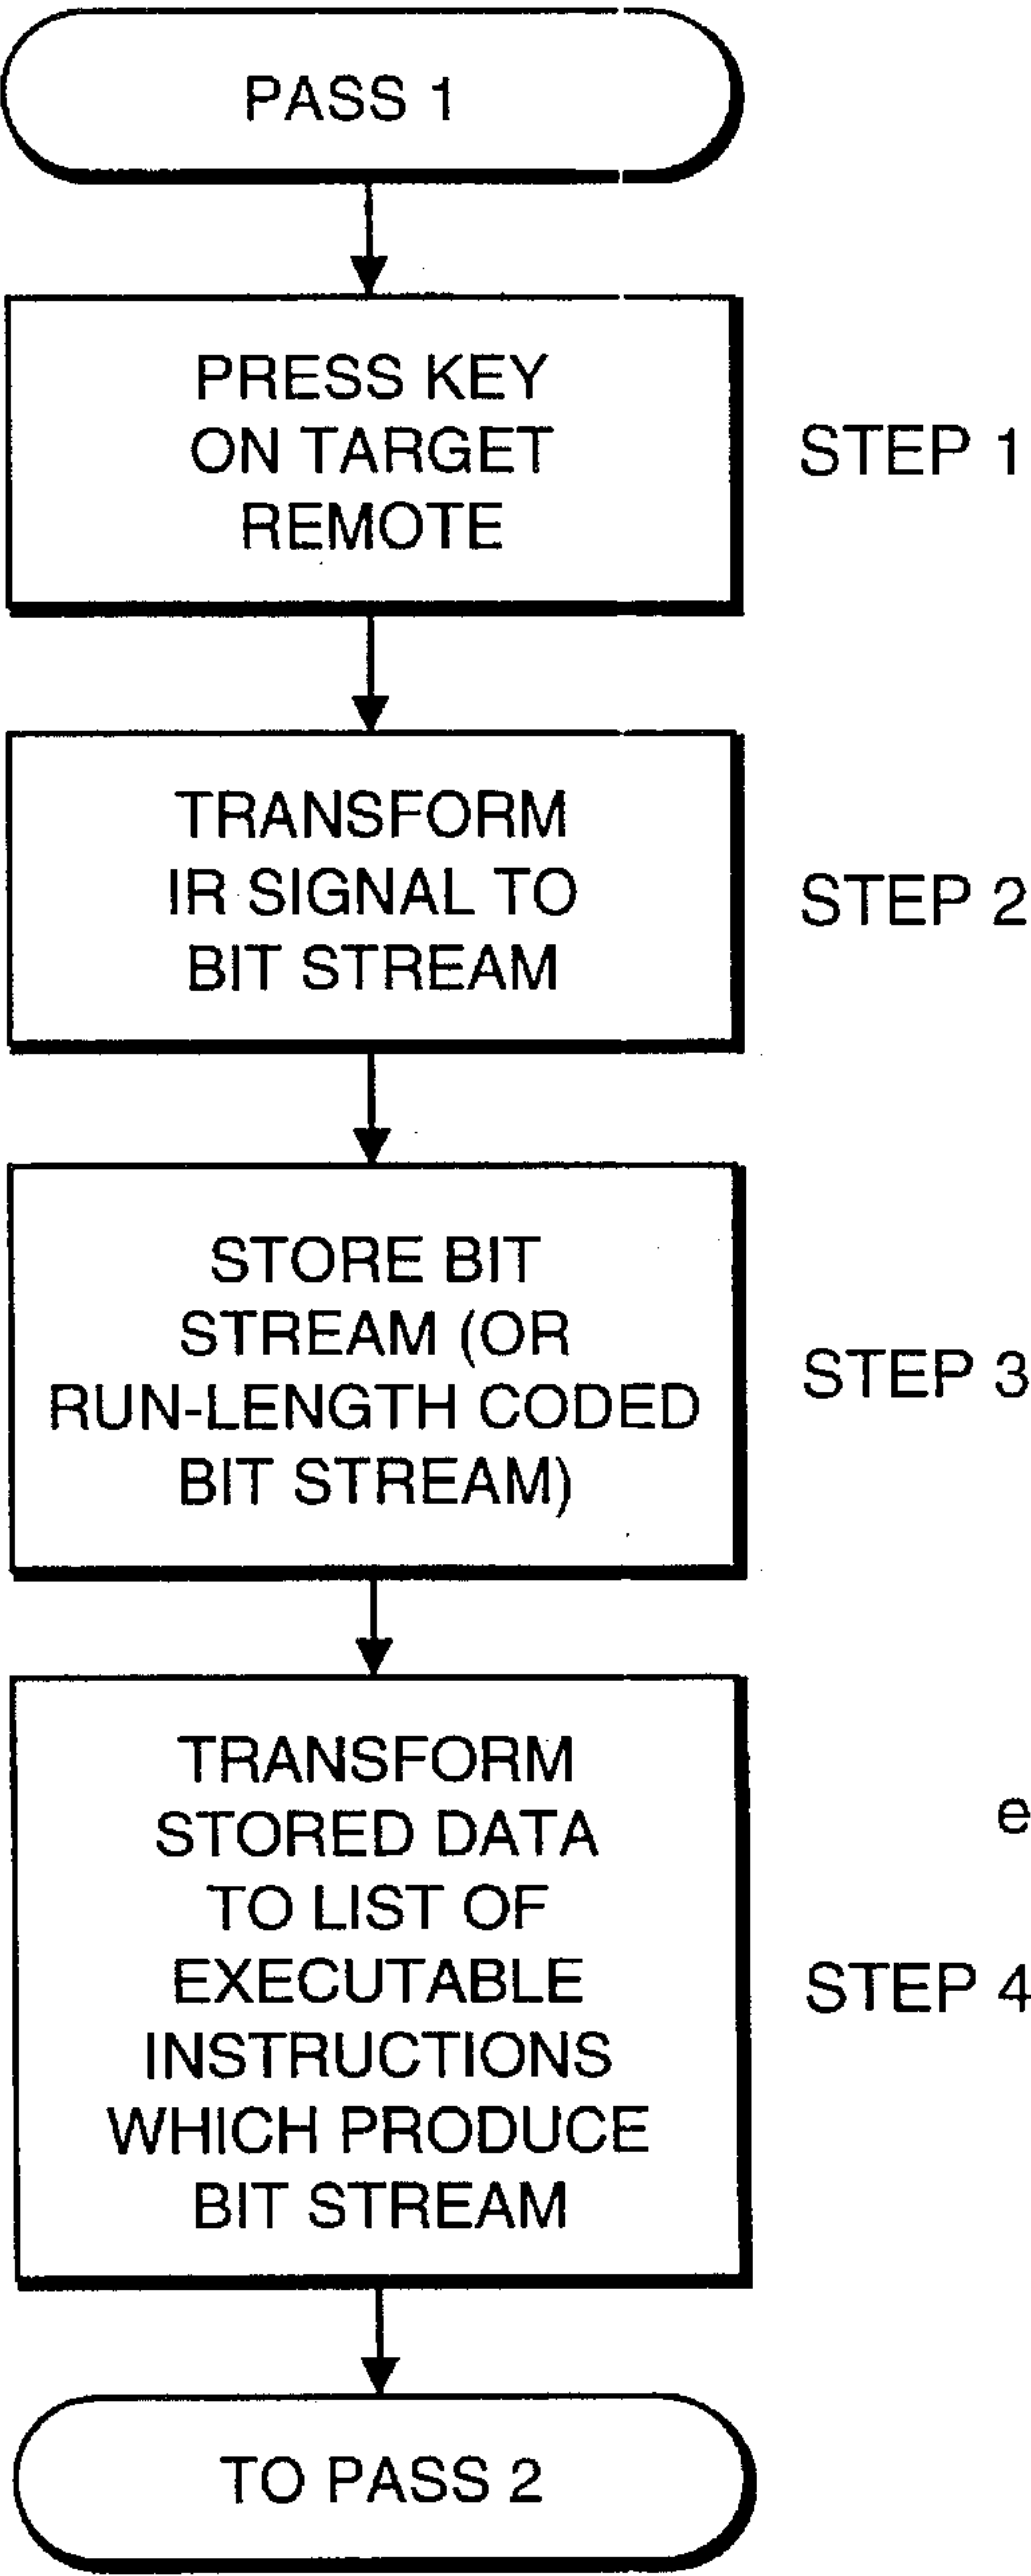 PASS 1
PRESS KEY
ON TARGET
REMOTE
STEP 1
TRANSFORM
IR SIGNAL TO
BIT STREAM
STEP 2
STORE BIT
STREAM (OR
RUN-LENGTH CODED
BIT STREAM)
STEP 3
TRANSFORM
STORED DATA
TO LIST OF
EXECUTABLE
INSTRUCTIONS
WHICH PRODUCE
BIT STREAM
e
STEP 4
TO PASS 2